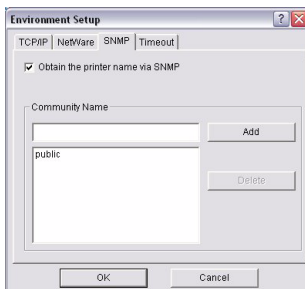 Environment Setup
TCP/IP NetWare SNMP Timeout
Obtain the printer name via SNMP
Community Name
Add
public
Delete
OK Cancel